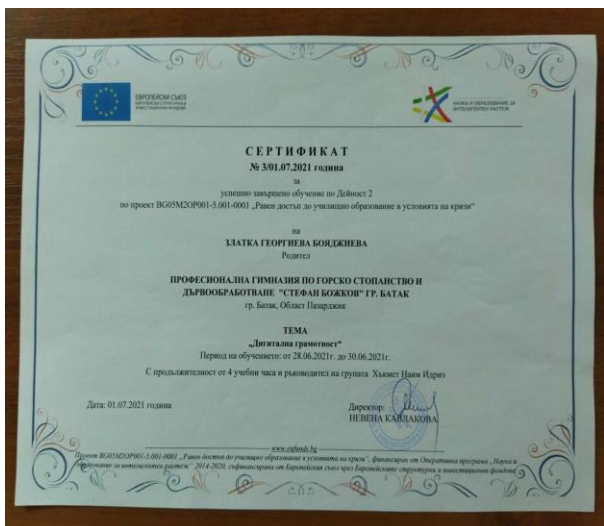 ЕВРОПЕЙСКИ СЪЮЗ
ЕВРОПЕЙСКИ СТРУКТУРНИ И
ИНВЕСТИЦИОННИ ФОНДОВЕ
НАУКА И ОБРАЗОВАНИЕ ЗА
ИНТЕЛИГЕНТЕН РАСТЕЖ
СЕРТИФИКАТ
№ 3/01.07.2021 година
за
успешно завършено обучение по Дейност 2
по проект BG05M2OP001-5.001-0001 „Равен достъп до училищно образование в условията на кризи“
на
ЗЛАТКА ГЕОРГИЕВА БОЯДЖИЕВА
Родител
ПРОФЕСИОНАЛНА ГИМНАЗИЯ ПО ГОРСКО СТОПАНСТВО И
ДЪРВООБРАБОТВАНЕ "СТЕФАН БОЖКОВ" ГР. БАТАК
гр. Батак, Област Пазарджик
ТЕМА
„Дигитална грамотност“
Период на обучението: от 28.06.2021г. до 30.06.2021г.
С продължителност от 4 учебни часа и ръководител на групата Хикмет Наим Идриз
Дата: 01.07.2021 година
Директор:
НЕВЕНА КАЙДАКОВА
www.eufunds.bg
Проект BG05M2OP001-5.001-0001 „Равен достъп до училищно образование в условията на кризи“, финансиран от Оперативна програма „Наука и
образование за интелигентен растеж“ 2014-2020, съфинансирана от Европейския съюз чрез Европейските структурни и инвестиционни фондове